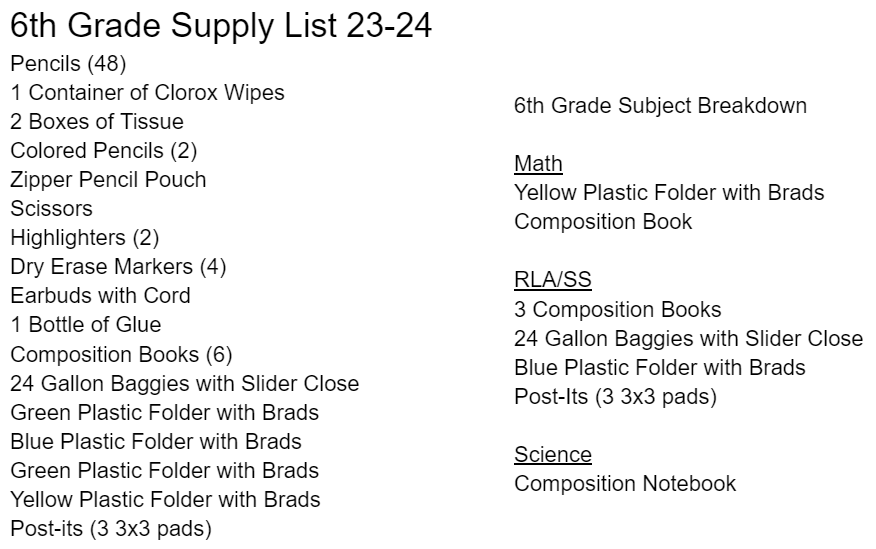 6th Grade Supply List 23-24
Pencils (48)
1 Container of Clorox Wipes
2 Boxes of Tissue
Colored Pencils (2)
Zipper Pencil Pouch
Scissors
Highlighters (2)
Dry Erase Markers (4)
Earbuds with Cord
1 Bottle of Glue
Composition Books (6)
24 Gallon Baggies with Slider Close
Green Plastic Folder with Brads
Blue Plastic Folder with Brads
Green Plastic Folder with Brads
Yellow Plastic Folder with Brads
Post-its (3 3x3 pads)
6th Grade Subject Breakdown
Math
Yellow Plastic Folder with Brads
Composition Book
RLA/SS
3 Composition Books
24 Gallon Baggies with Slider Close
Blue Plastic Folder with Brads
Post-Its (3 3x3 pads)
Science
Composition Notebook